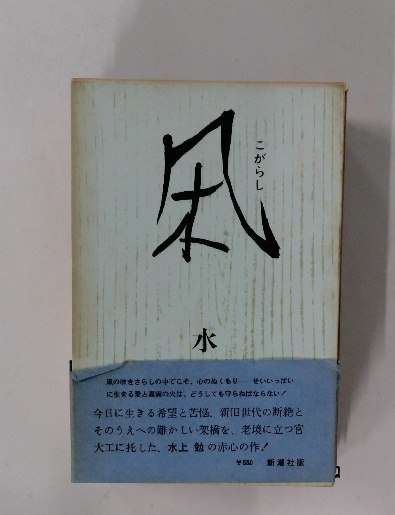 凩
こがらし
水
凩の吹きさらしの中でこそ、心のぬくもり――せいいっぱい
に生きる愛と真実の火は、どうしても守らねばならない！
今日に生きる希望と苦悩、新旧世代の断絶と
そのうえへの難かしい架橋を、老境に立つ宮
大工に托した、水上 勉の赤心の作！
￥550 新潮社版